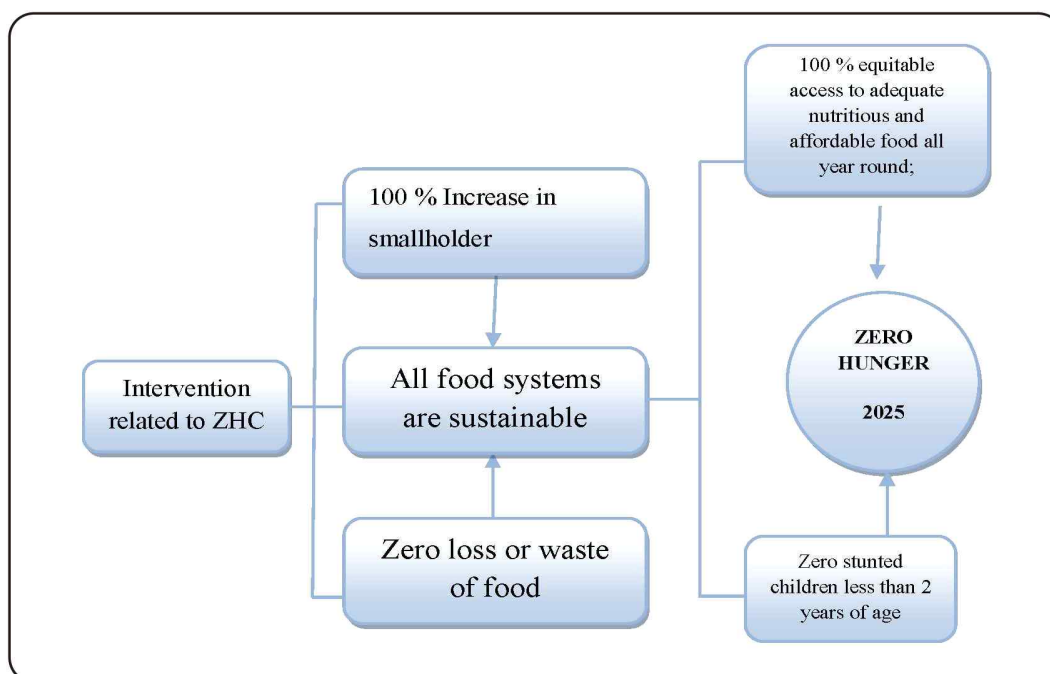 100 % equitable
access to adequate
nutritious and
affordable food all
year round;
100 % Increase in
smallholder
Intervention
related to ZHC
All food systems
are sustainable
ZERO
HUNGER
2025
Zero loss or waste
of food
Zero stunted
children less than 2
years of age